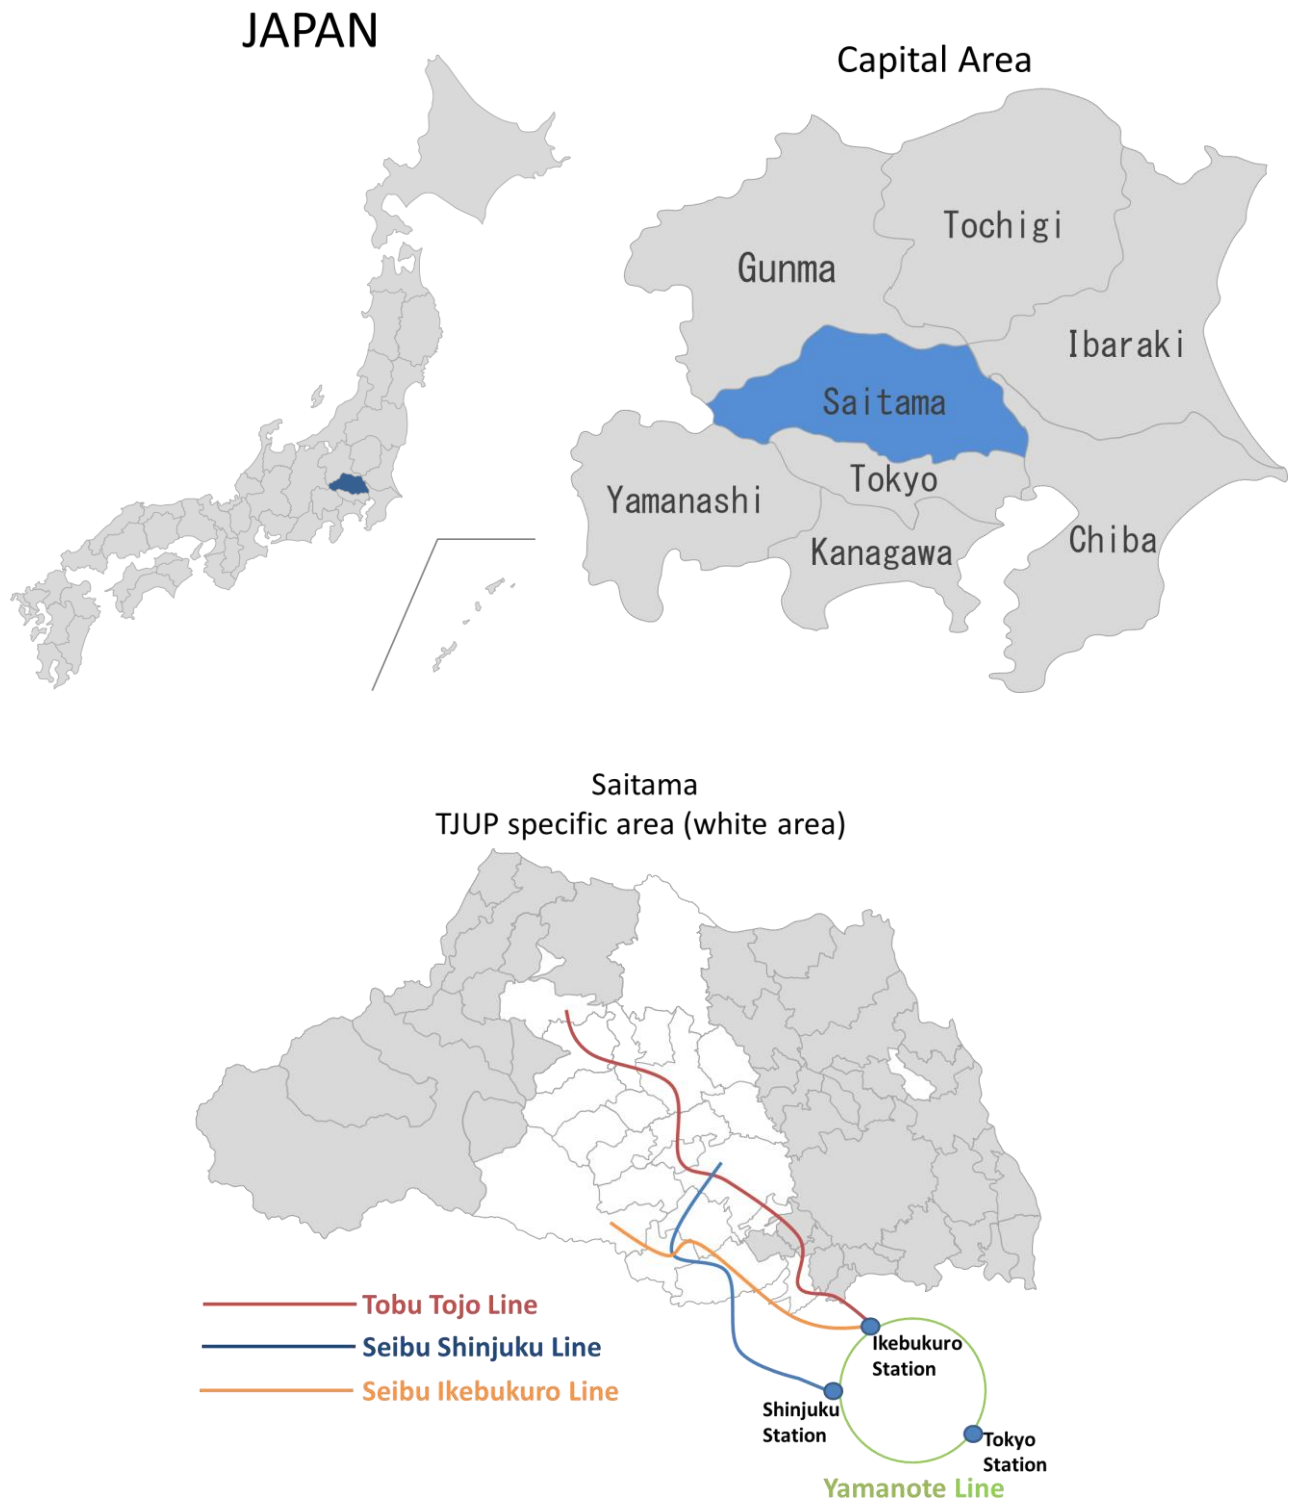 JAPAN
Capital Area
Tochigi
Gunma
Ibaraki
Saitama
Tokyo
Yamanashi
Chiba
Kanagawa
Saitama
TJUP specific area (white area)
Tobu Tojo Line
Seibu Shinjuku Line
Seibu Ikebukuro Line
Ikebukuro
Station
Shinjuku
Station
Tokyo
Station
Yamanote Line